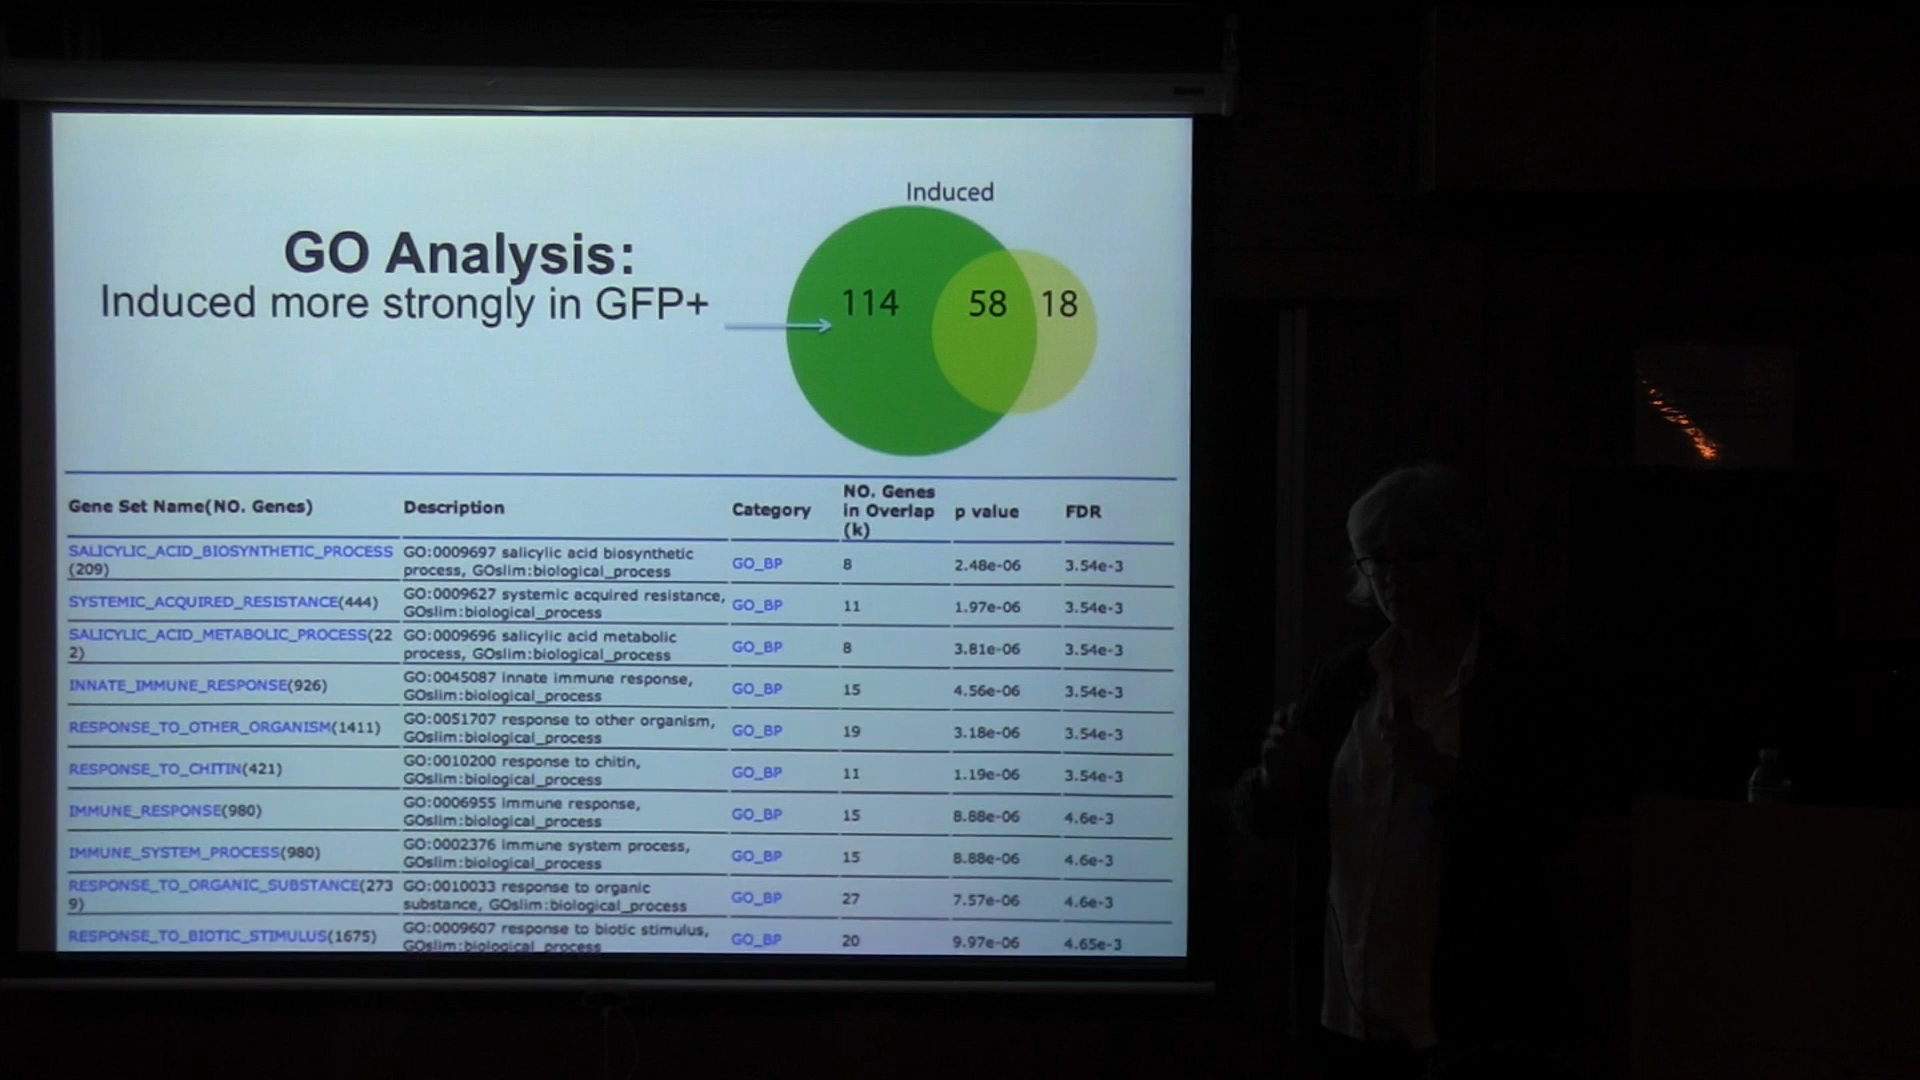 Induced
GO Analysis:
Induced more strongly in GFP+
114 58 18
Gene Set Name(NO. Genes) Description Category NO. Genes in Overlap (k) p value FDR
SALICYLIC_ACID_BIOSYNTHETIC_PROCESS GO:0009697 salicylic acid biosynthetic GO_BP 8 2.48e-06 3.54e-3
(209) process, GOslim:biological_process
SYSTEMIC_ACQUIRED_RESISTANCE(444) GO:0009627 systemic acquired resistance, GO_BP 11 1.97e-06 3.54e-3
GOslim:biological_process
SALICYLIC_ACID_METABOLIC_PROCESS(22 GO:0009696 salicylic acid metabolic GO_BP 8 3.81e-06 3.54e-3
2) process, GOslim:biological_process
INNATE_IMMUNE_RESPONSE(926) GO:0045087 innate immune response, GO_BP 15 4.56e-06 3.54e-3
GOslim:biological_process
RESPONSE_TO_OTHER_ORGANISM(1411) GO:0051707 response to other organism, GO_BP 19 3.18e-06 3.54e-3
GOslim:biological_process
RESPONSE_TO_CHITIN(421) GO:0010200 response to chitin, GO_BP 11 1.19e-06 3.54e-3
GOslim:biological_process
IMMUNE_RESPONSE(980) GO:0006955 immune response, GO_BP 15 8.88e-06 4.6e-3
GOslim:biological_process
IMMUNE_SYSTEM_PROCESS(980) GO:0002376 immune system process, GO_BP 15 8.88e-06 4.6e-3
GOslim:biological_process
RESPONSE_TO_ORGANIC_SUBSTANCE(273 GO:0010033 response to organic GO_BP 27 7.57e-06 4.6e-3
9) substance, GOslim:biological_process
RESPONSE_TO_BIOTIC_STIMULUS(1675) GO:0009607 response to biotic stimulus, GO_BP 20 9.97e-06 4.65e-3
GOslim:biological_process